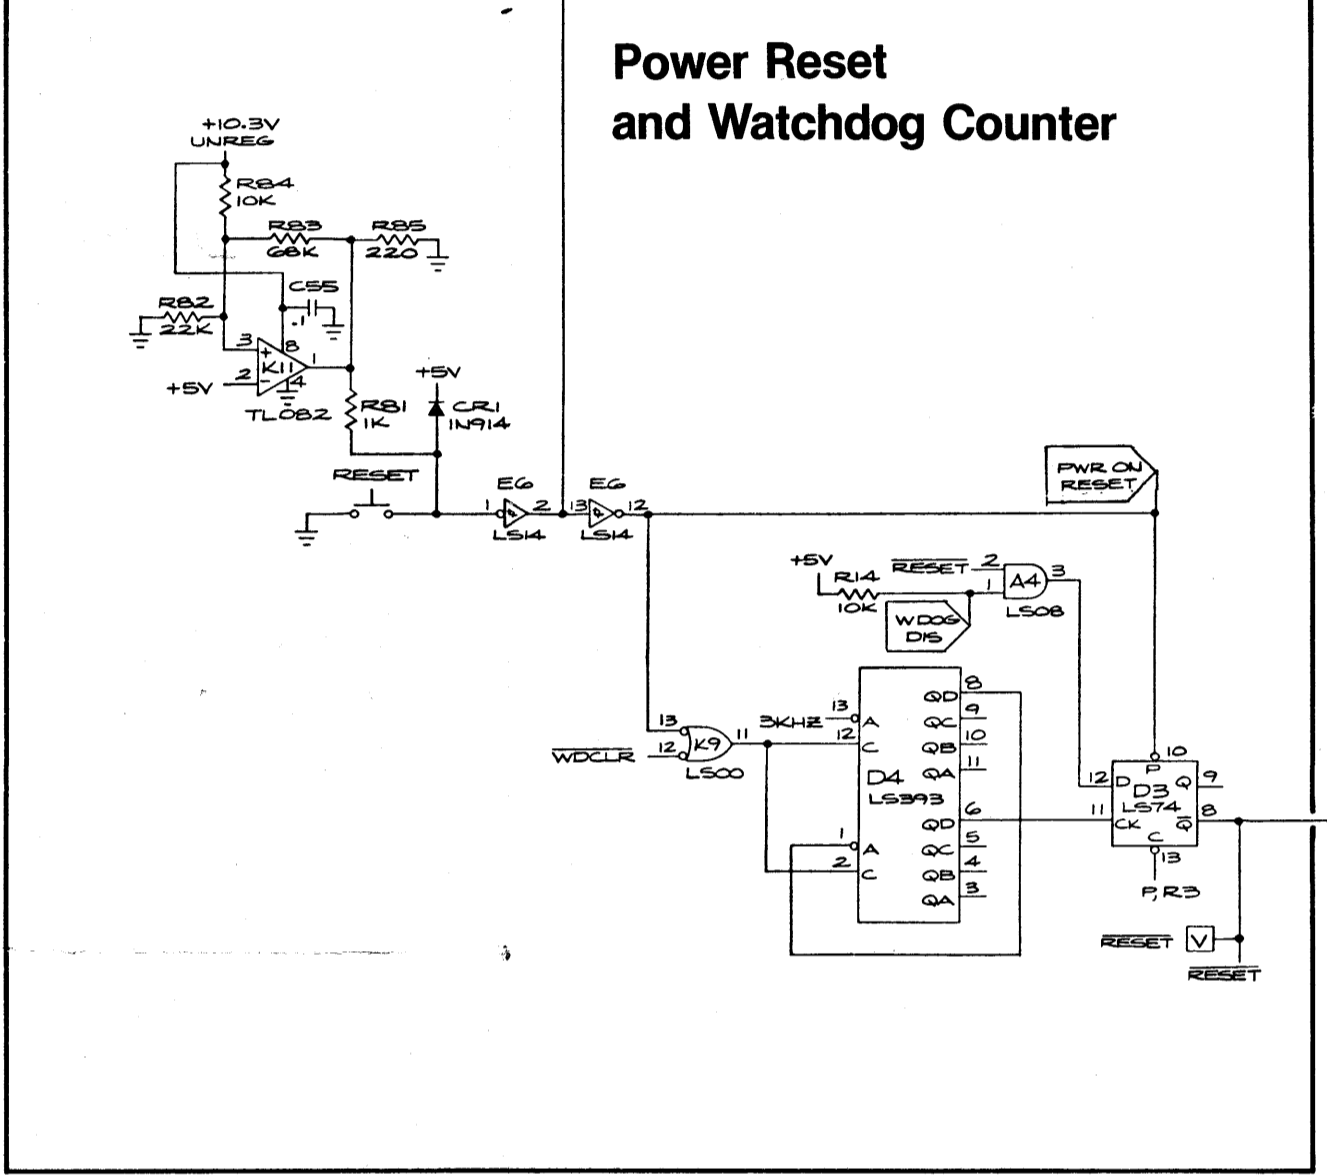 Power Reset
and Watchdog Counter
+10.3V
UNREG
R84
10K
R83
68K
R85
220
C55
.1
R82
22K
3
+
8
K11
1
2
-
4
+5V
TL082
R81
1K
+5V
CR1
1N914
RESET
1
E6
2
LS14
13
E6
12
LS14
PWR ON
RESET
+5V
R14
10K
RESET
2
1
A4
3
LS08
WDOG
DIS
13
WDCLR
12
K9
11
LS00
3KHZ
13
A
12
C
D4
LS393
QD
8
QC
9
QB
10
QA
11
QD
6
QC
5
QB
4
QA
3
1
A
2
C
10
P
12
D
D3
Q
9
LS74
11
CK
Q
8
C
13
P,R3
RESET
V
RESET